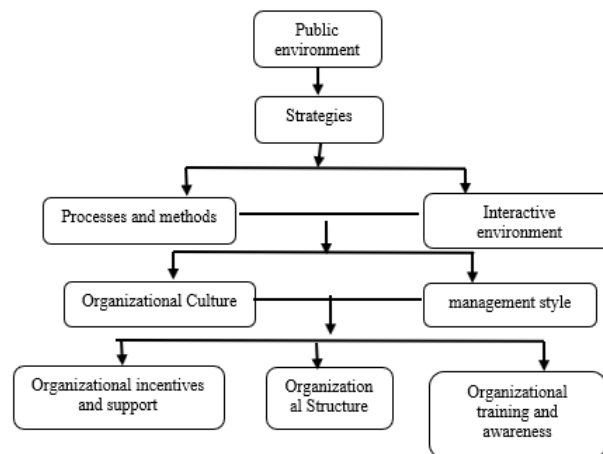 Public
environment
Strategies
Processes and methods
Interactive
environment
Organizational Culture
management style
Organizational incentives
and support
Organization
al Structure
Organizational
training and
awareness